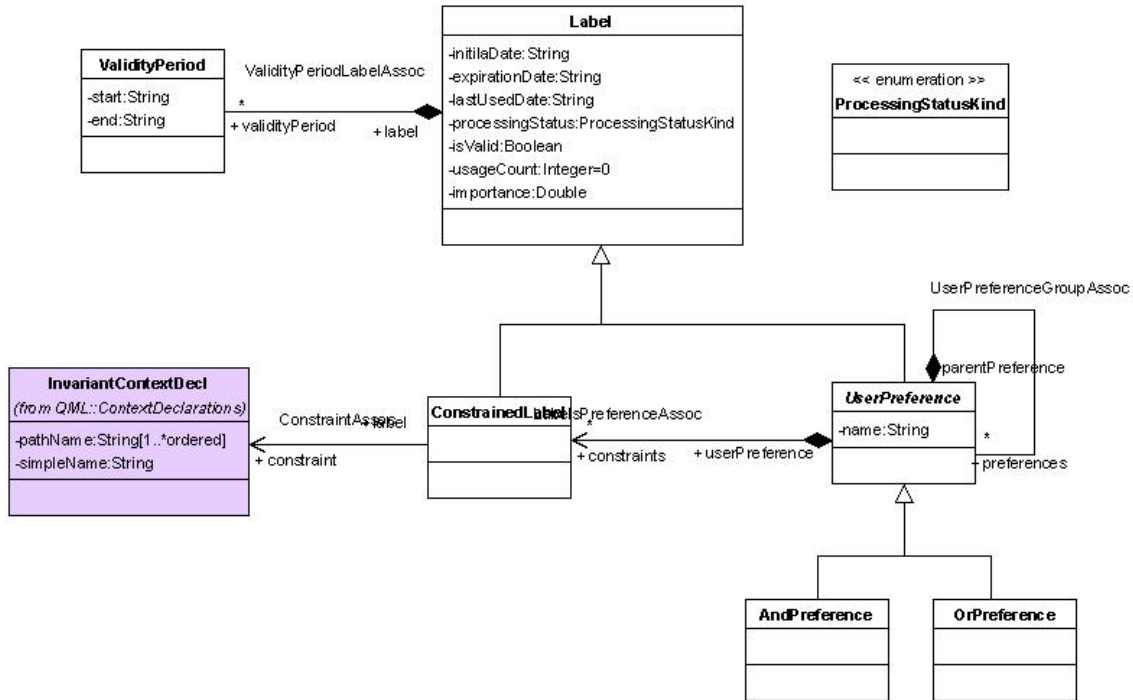 Label
-initilaDate:String
-expirationDate:String
-lastUsedDate:String
-processingStatus:ProcessingStatusKind
-isValid:Boolean
-usageCount:Integer=0
-importance:Double
ValidityPeriod
-start:String
-end:String
ValidityPeriodLabelAssoc
*
+validityPeriod
+label
<< enumeration >>
ProcessingStatusKind
UserPreferenceGroupAssoc
parentPreference
InvariantContextDecl
(from QML::ContextDeclarations)
-pathName:String[1..*ordered]
-simpleName:String
ConstraintAssoc
+label
+ constraint
ConstrainedLabel
PreferenceAssoc
*
+constraints
+userPreference
UserPreference
-name:String
*
+preferences
AndPreference
OrPreference